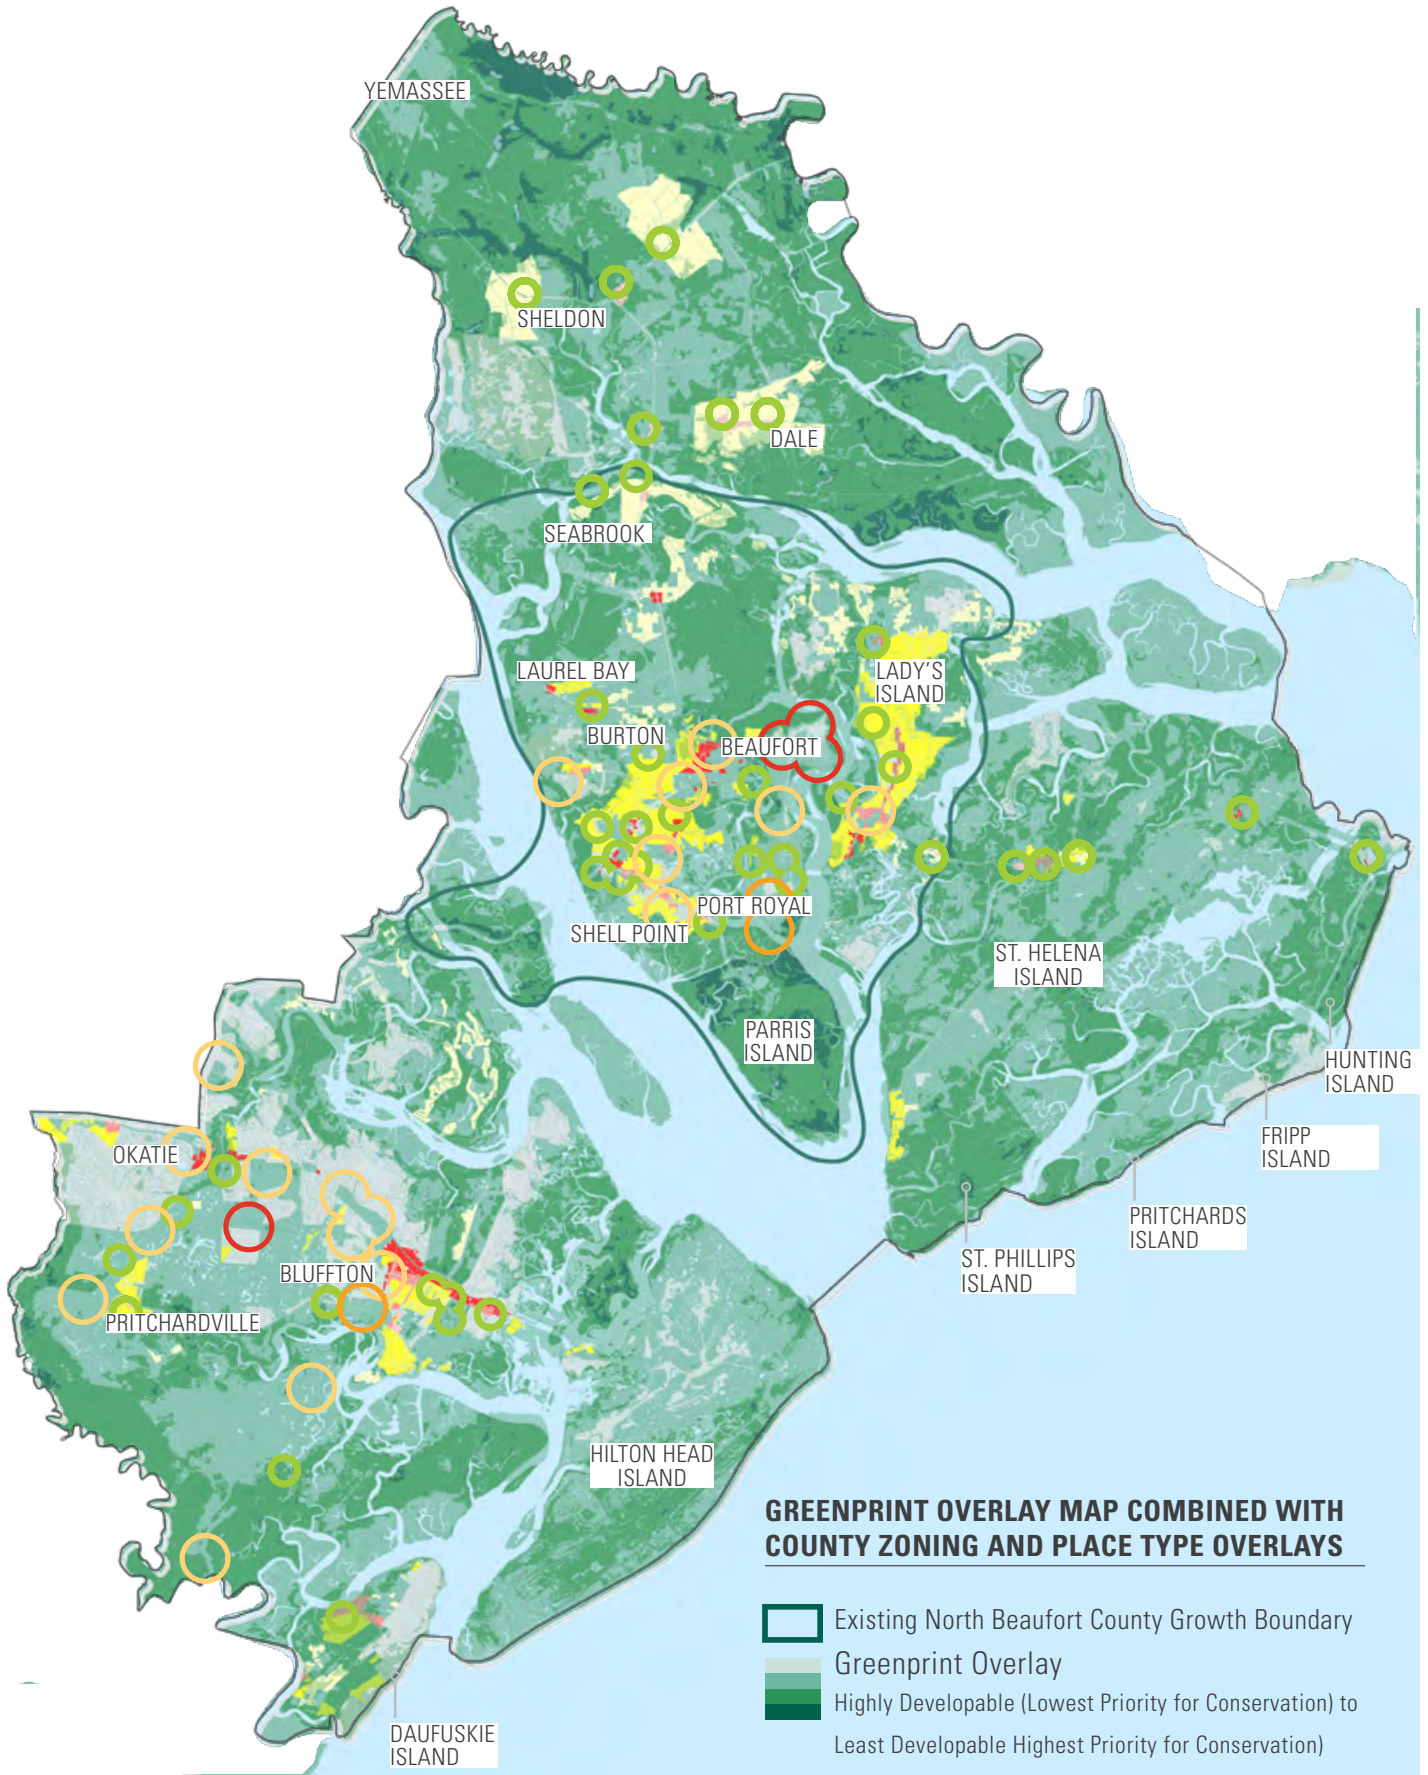 YEMASSEE
SHELDON
DALE
SEABROOK
LAUREL BAY
LADY'S
ISLAND
BURTON
BEAUFORT
PORT ROYAL
SHELL POINT
ST. HELENA
ISLAND
PARRIS
ISLAND
HUNTING
ISLAND
FRIPP
ISLAND
OKATIE
PRITCHARDS
ISLAND
ST. PHILLIPS
ISLAND
BLUFFTON
PRITCHARDVILLE
HILTON HEAD
ISLAND
DAUFUSKIE
ISLAND
GREENPRINT OVERLAY MAP COMBINED WITH
COUNTY ZONING AND PLACE TYPE OVERLAYS
Existing North Beaufort County Growth Boundary
Greenprint Overlay
Highly Developable (Lowest Priority for Conservation) to
Least Developable Highest Priority for Conservation)